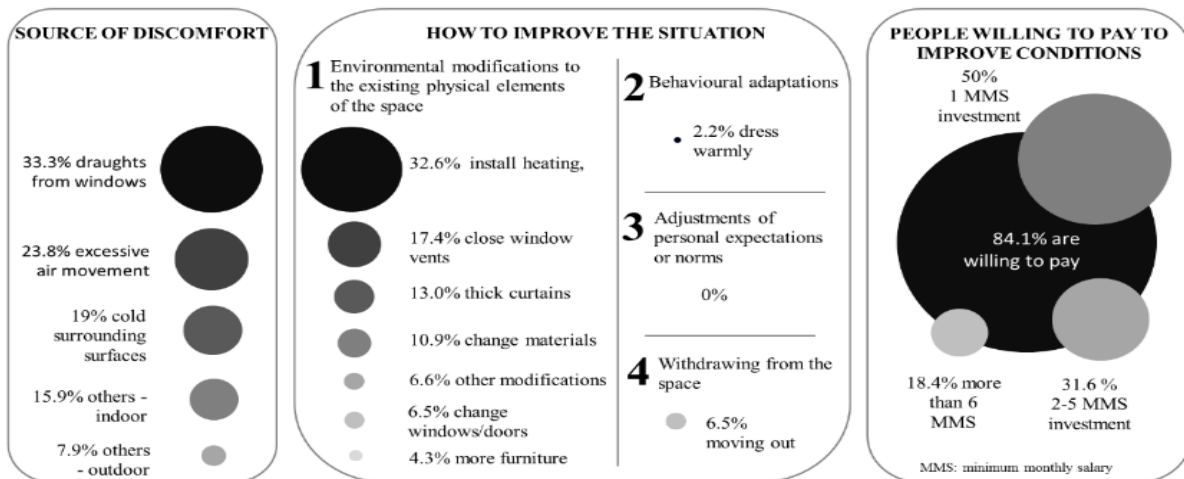 SOURCE OF DISCOMFORT
33.3% draughts
from windows
23.8% excessive
air movement
19% cold
surrounding
surfaces
15.9% others -
indoor
7.9% others
- outdoor
HOW TO IMPROVE THE SITUATION
1 Environmental modifications to
the existing physical elements
of the space
32.6% install heating,
17.4% close window
vents
13.0% thick curtains
10.9% change materials
6.6% other modifications
6.5% change
windows/doors
4.3% more furniture
2 Behavioural adaptations
2.2% dress
warmly
3 Adjustments of
personal expectations
or norms
0%
4 Withdrawing from the
space
6.5%
moving out
PEOPLE WILLING TO PAY TO
IMPROVE CONDITIONS
50%
1 MMS
investment
84.1% are
willing to pay
18.4% more
than 6
MMS
31.6 %
2-5 MMS
investment
MMS: minimum monthly salary